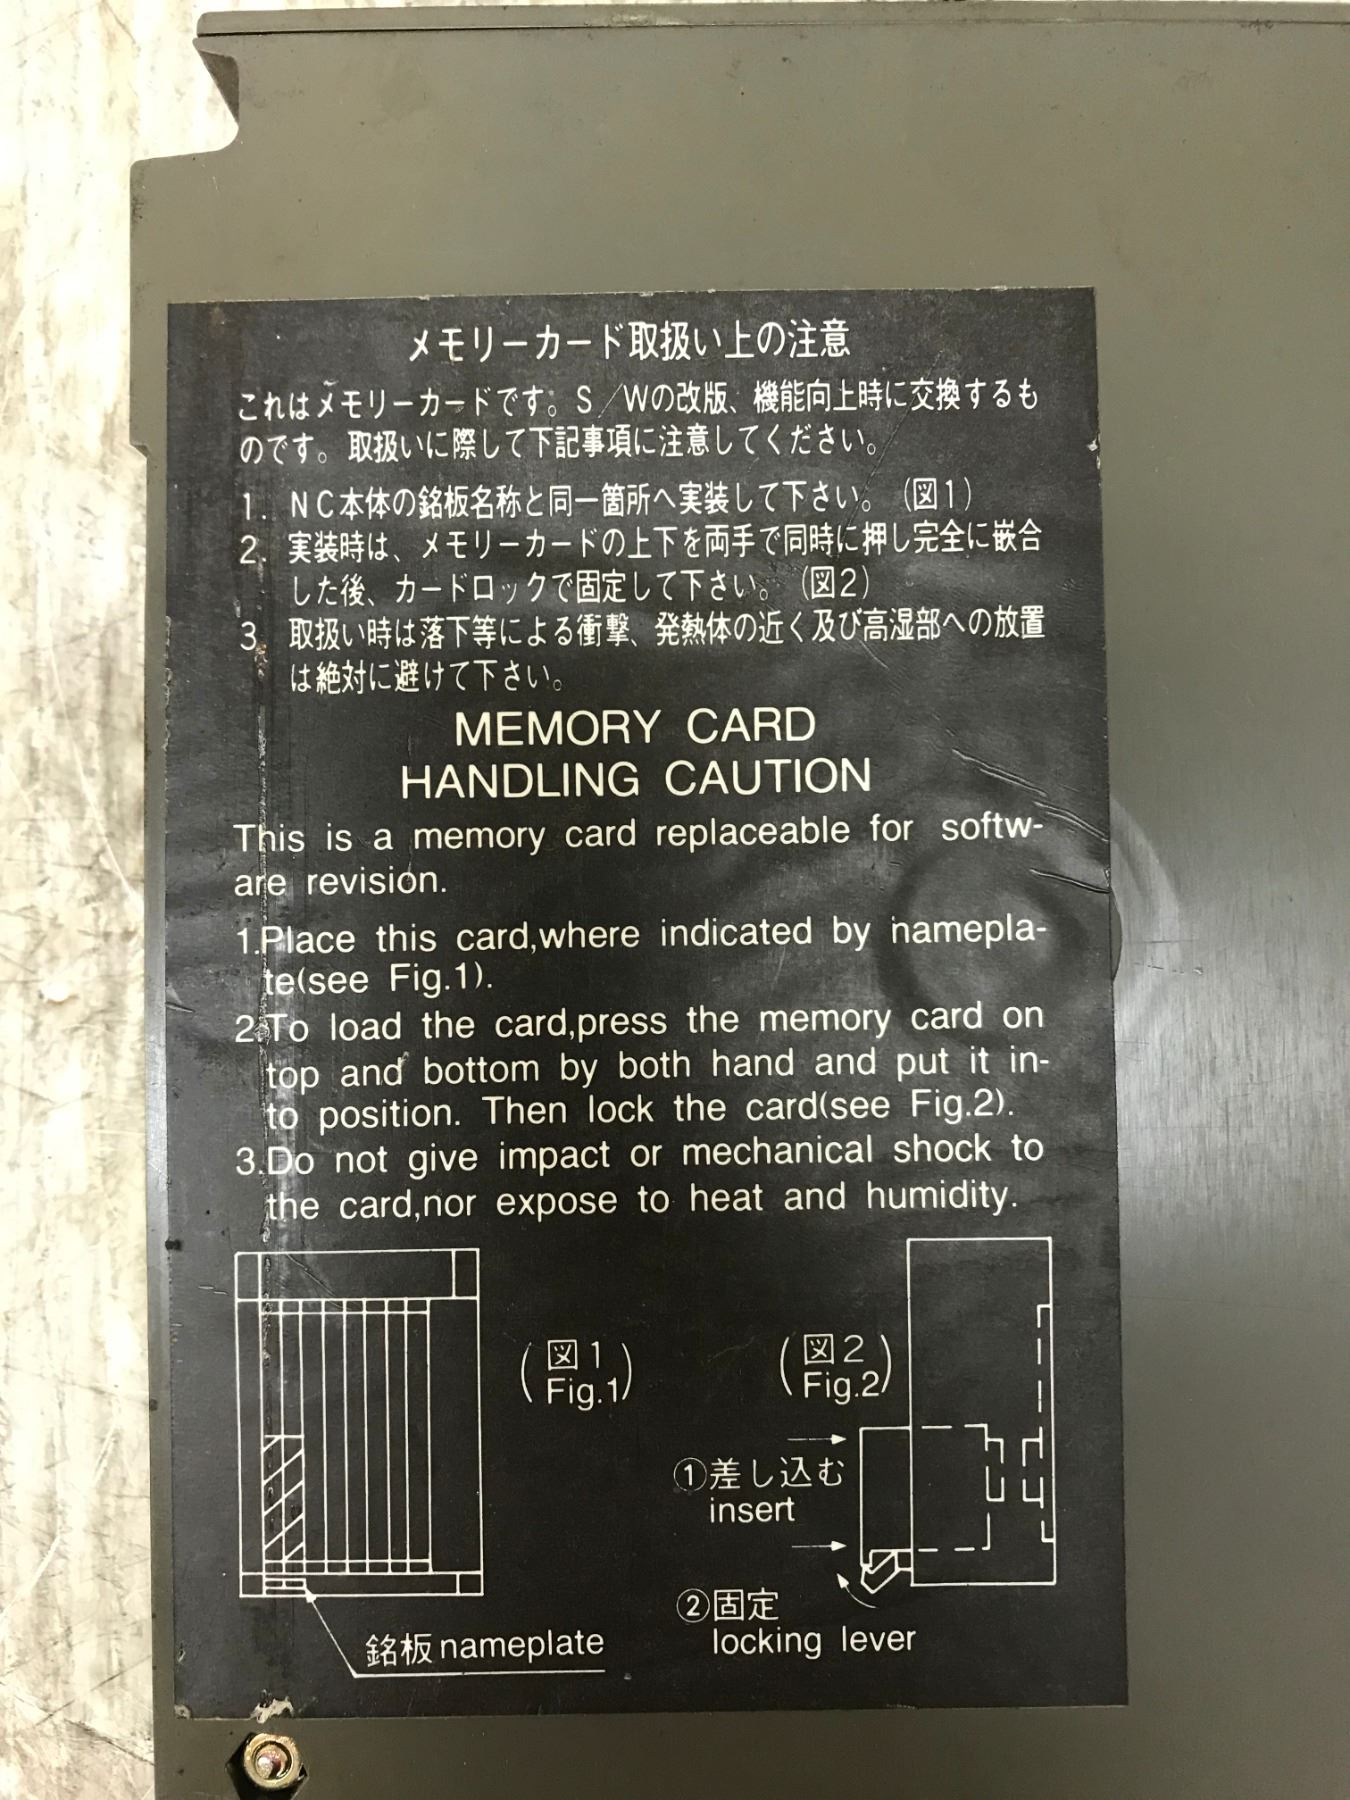 メモリーカード取扱い上の注意
これはメモリーカードです。S/Wの改版、機能向上時に交換するも
のです。取扱いに際して下記事項に注意してください。
1. NC本体の銘板名称と同一箇所へ実装して下さい。(図1)
2. 実装時は、メモリーカードの上下を両手で同時に押し完全に嵌合
した後、カードロックで固定して下さい。(図2)
3. 取扱い時は落下等による衝撃、発熱体の近く及び高湿部への放置
は絶対に避けて下さい。
MEMORY CARD
HANDLING CAUTION
This is a memory card replaceable for softw-
are revision.
1.Place this card,where indicated by namepla-
te(see Fig.1).
2.To load the card,press the memory card on
top and bottom by both hand and put it in-
to position. Then lock the card(see Fig.2).
3.Do not give impact or mechanical shock to
the card,nor expose to heat and humidity.
(図1
Fig.1)
(図2
Fig.2)
①差し込む
insert
②固定
locking lever
銘板nameplate